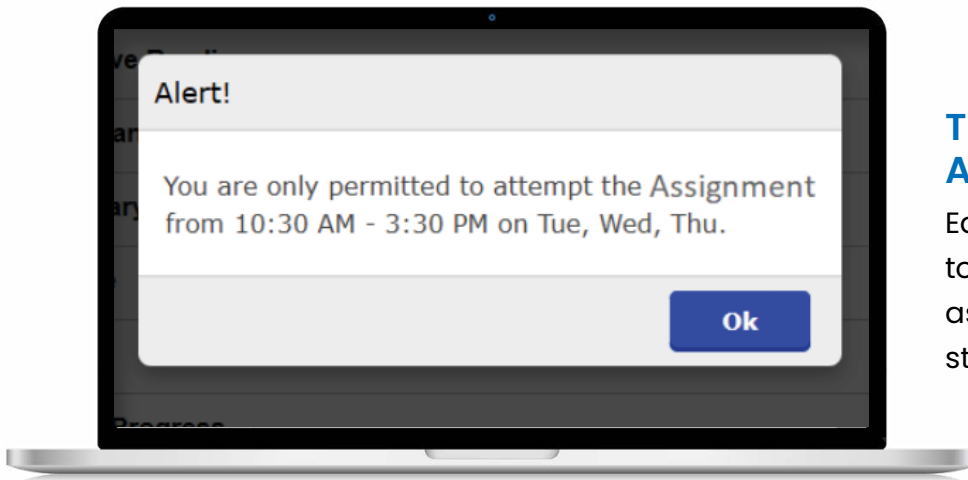 Alert!
You are only permitted to attempt the Assignment
from 10:30 AM - 3:30 PM on Tue, Wed, Thu.
Ok